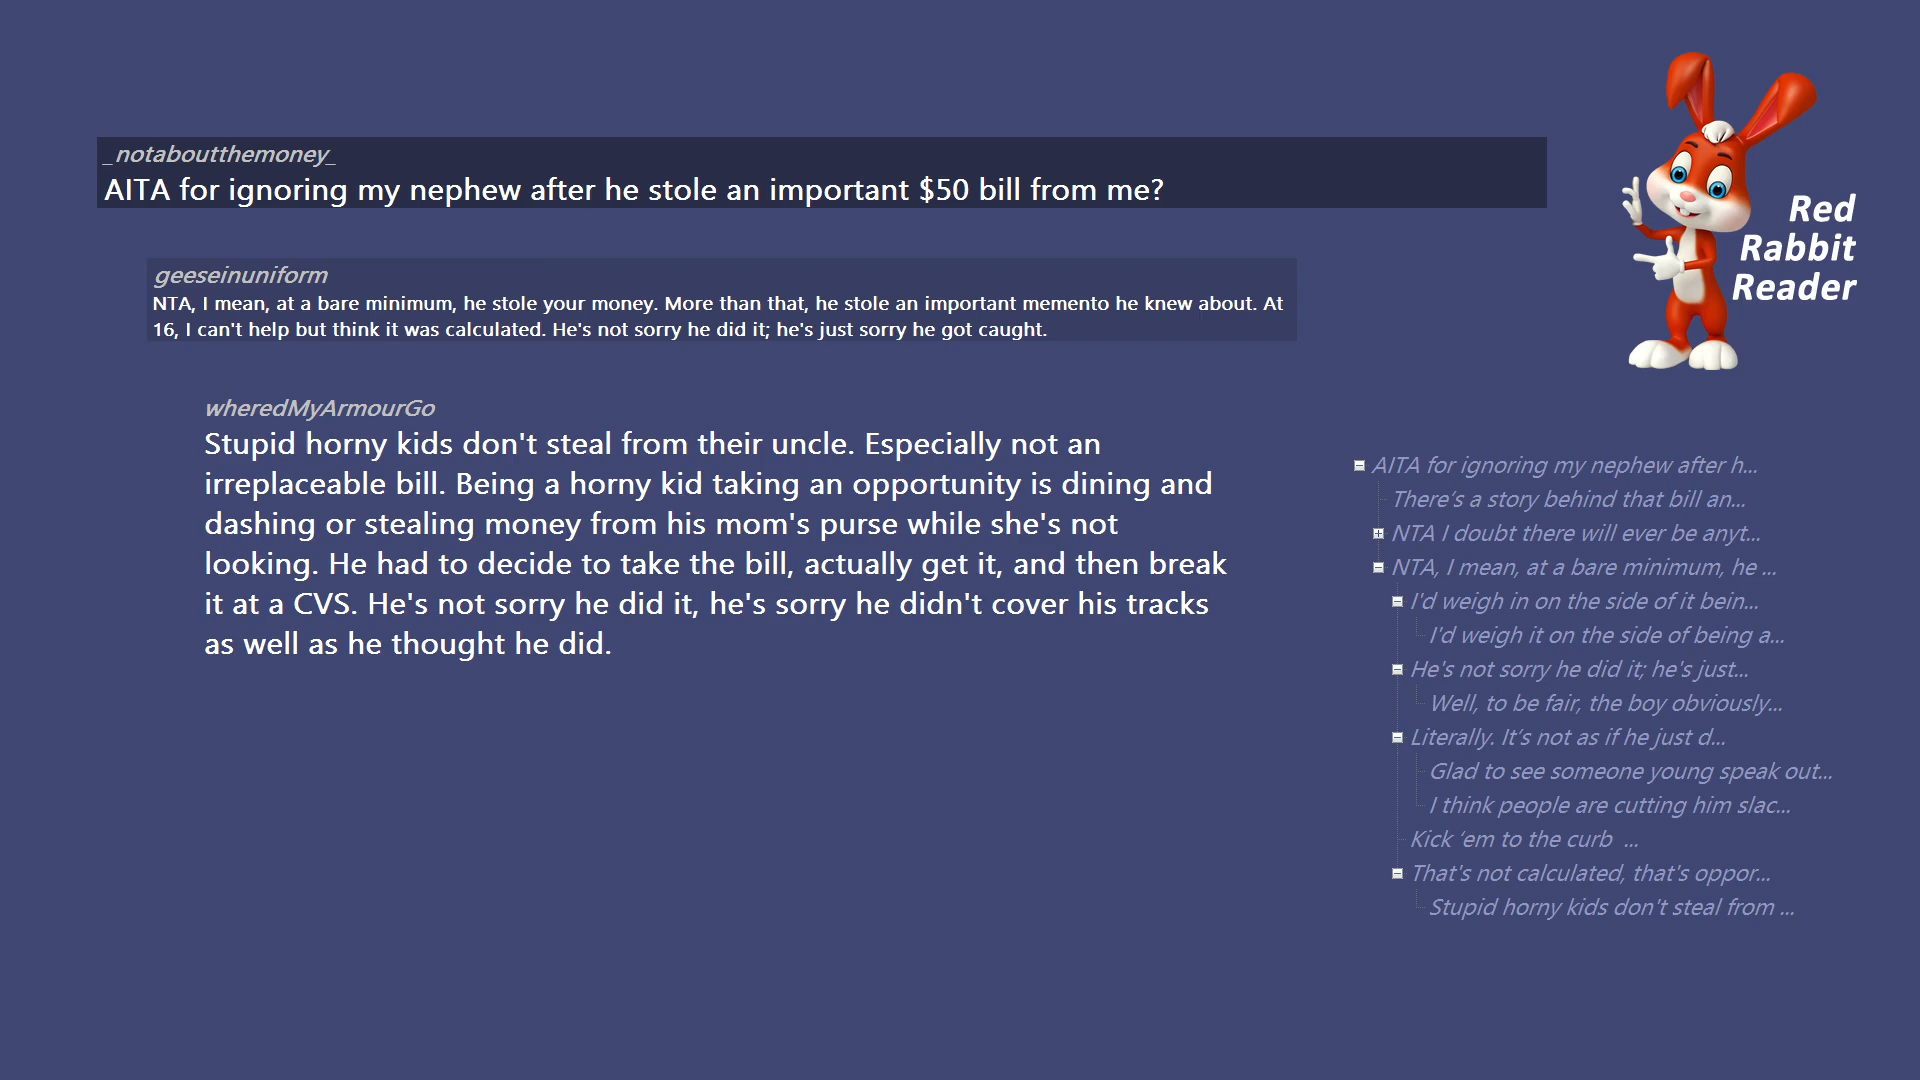 _notaboutthemoney_
AITA for ignoring my nephew after he stole an important $50 bill from me?
geeseinuniform
NTA, I mean, at a bare minimum, he stole your money. More than that, he stole an important memento he knew about. At
16, I can't help but think it was calculated. He's not sorry he did it; he's just sorry he got caught.
wheredMyArmourGo
Stupid horny kids don't steal from their uncle. Especially not an
irreplaceable bill. Being a horny kid taking an opportunity is dining and
dashing or stealing money from his mom's purse while she's not
looking. He had to decide to take the bill, actually get it, and then break
it at a CVS. He's not sorry he did it, he's sorry he didn't cover his tracks
as well as he thought he did.
Red
Rabbit
Reader
AITA for ignoring my nephew after h...
There’s a story behind that bill an...
NTA I doubt there will ever be anyt...
NTA, I mean, at a bare minimum, he ...
I'd weigh in on the side of it bein...
I'd weigh it on the side of being a...
He's not sorry he did it; he's just...
Well, to be fair, the boy obviously...
Literally. It’s not as if he just d...
Glad to see someone young speak out...
I think people are cutting him slac...
Kick ‘em to the curb  ...
That's not calculated, that's oppor...
Stupid horny kids don't steal from ...